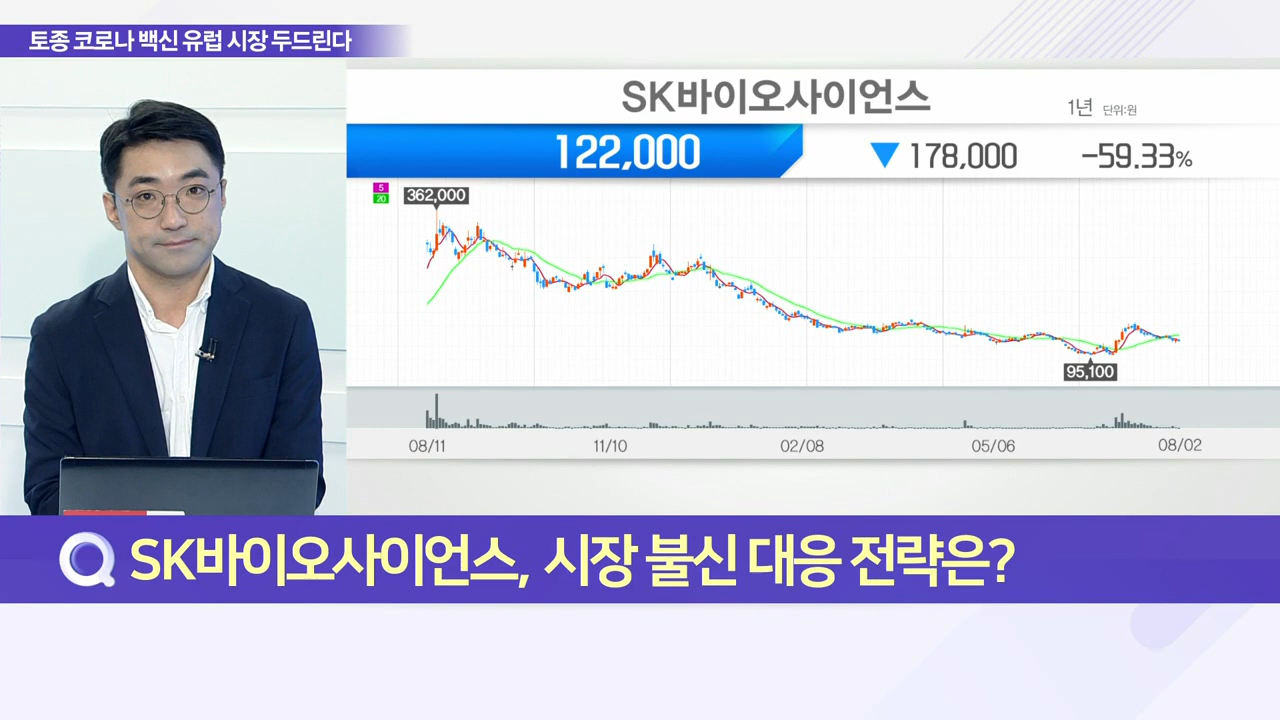 토종 코로나 백신 유럽 시장 두드린다
SK바이오사이언스
1년 단위:원
122,000 ▼ 178,000 -59.33%
5
20
362,000
95,100
08/11 11/10 02/08 05/06 08/02
Q SK바이오사이언스, 시장 불신 대응 전략은?